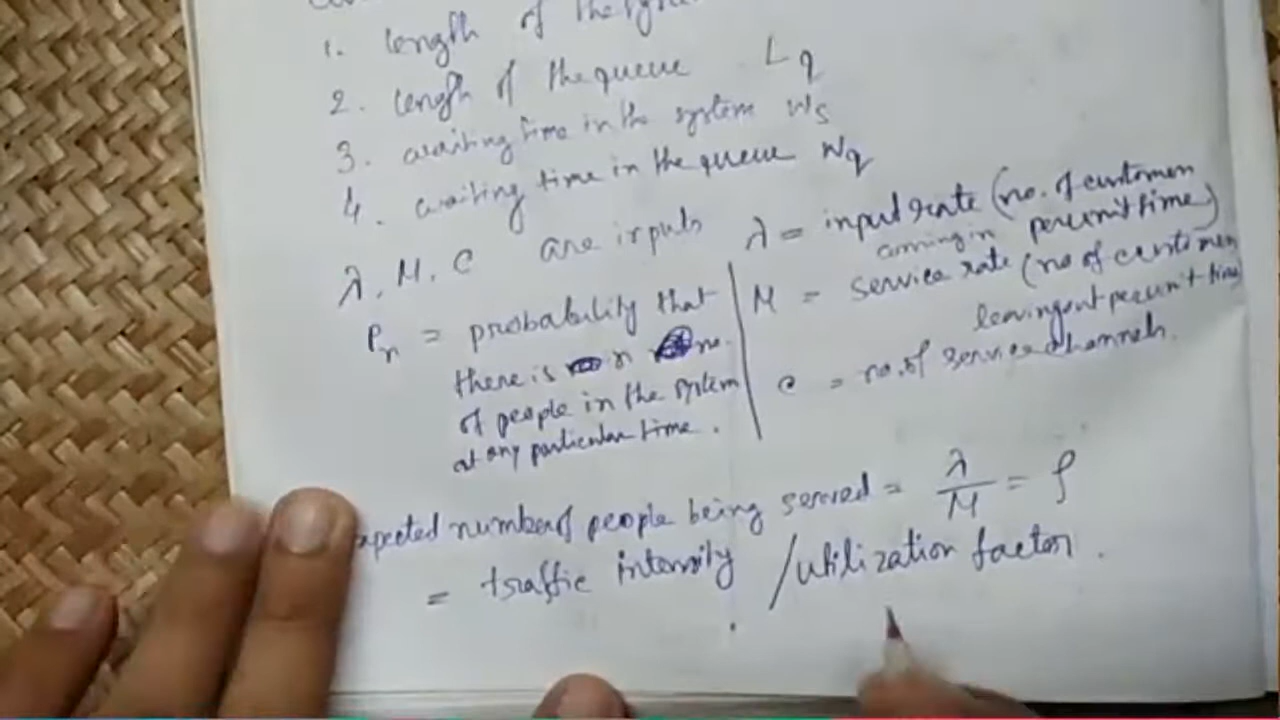 1. Length of the
2. Length of the queue Lq
3. waiting time in the system Ws
4. waiting time in the queue Wq
λ, M, C are inputs
λ = input rate (no. of customers
coming in per unit time)
M = service rate (no of customers
leaving out per unit time
C = no. of service channels.
Pn = probability that
there is n no.
of people in the system
at any particular time.
xpected number of people being served = λ/M = ρ
= traffic intensity / utilization factor.